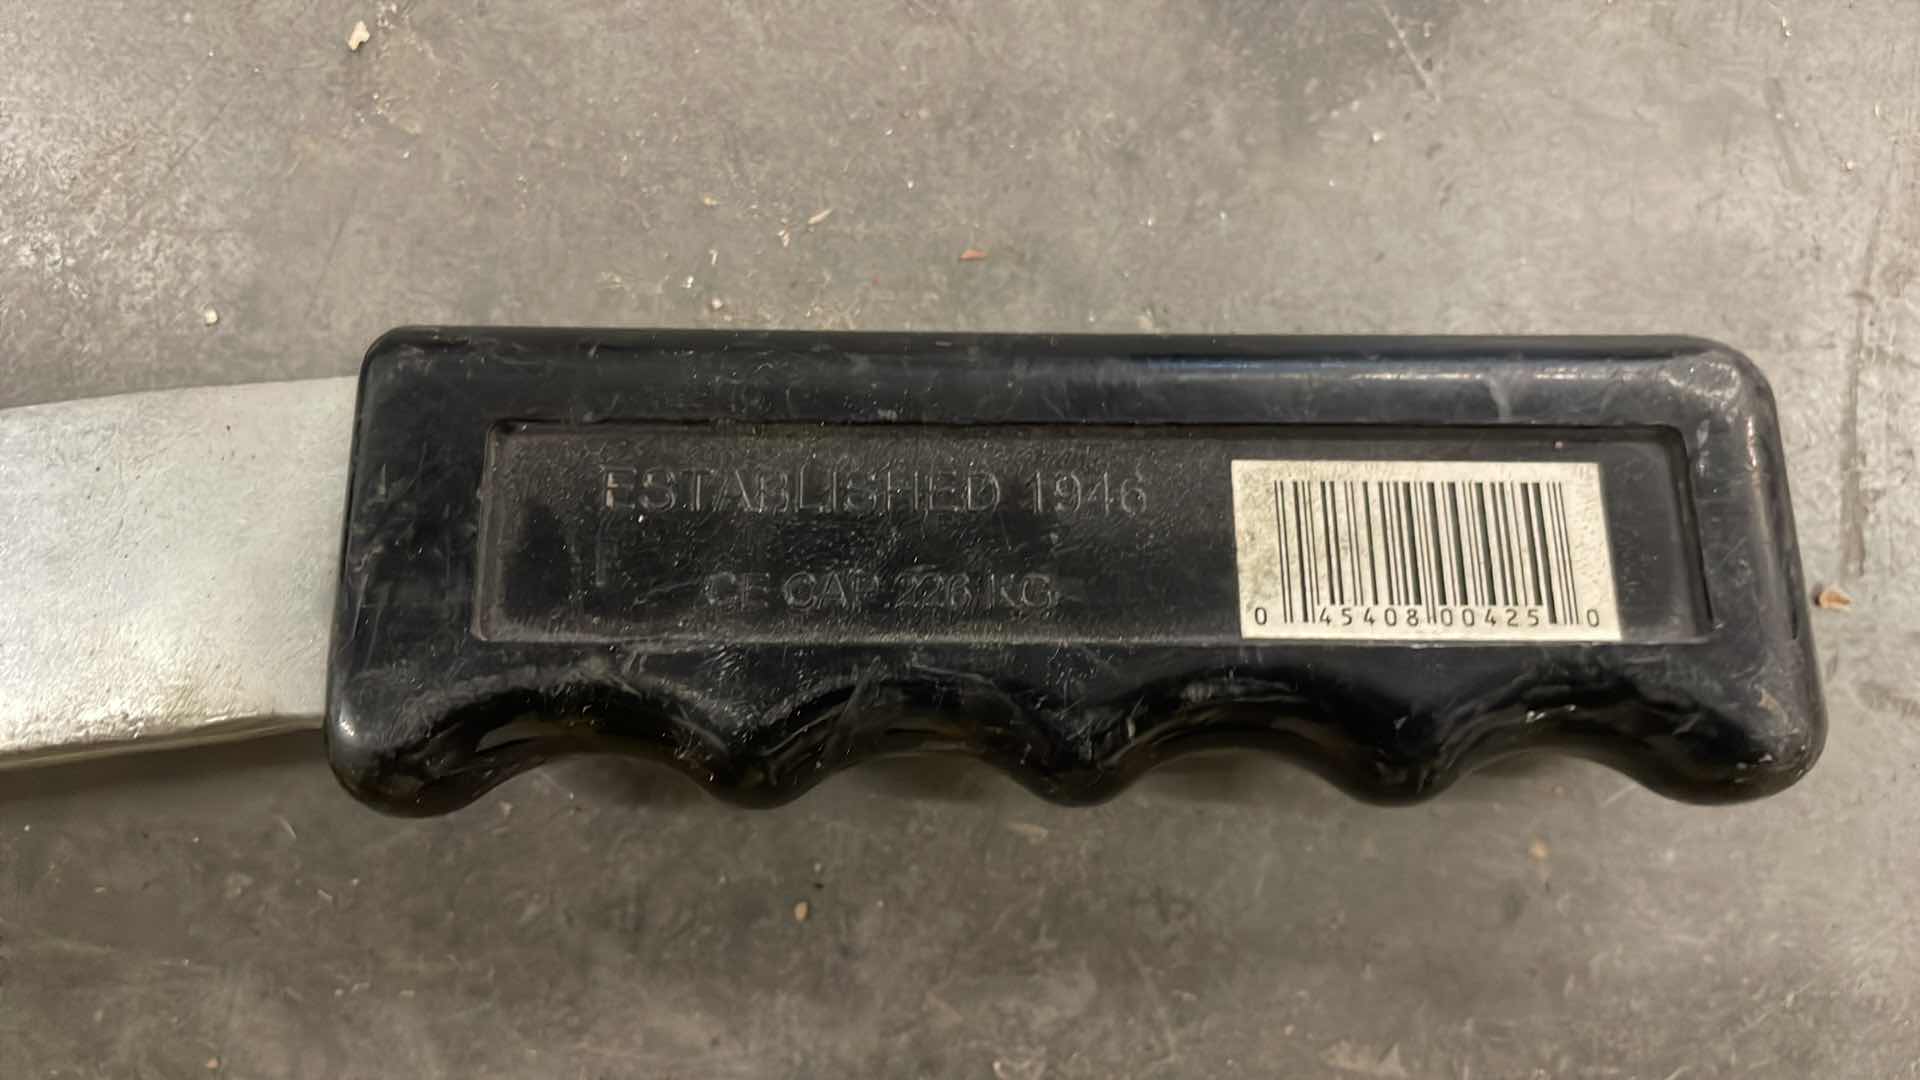 ESTABLISHED 1946
CE CAP. 226 KG
0 45408 00425 0